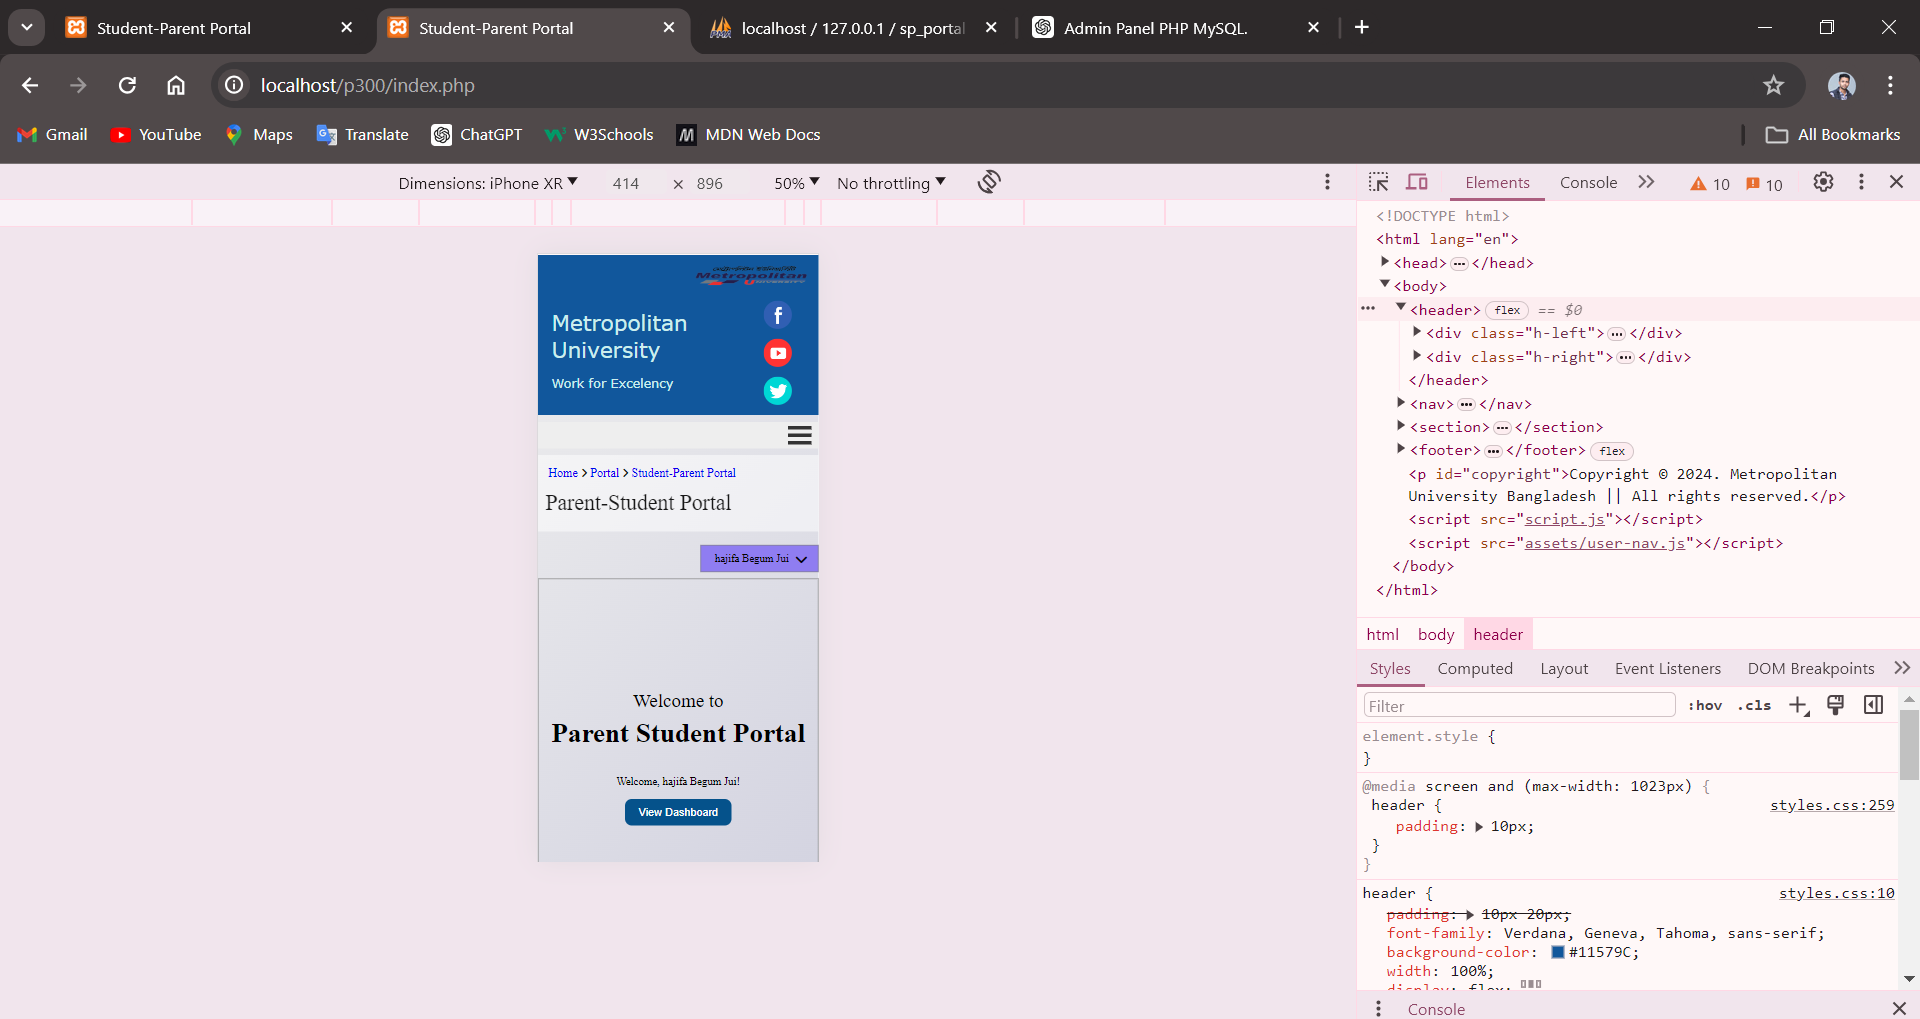 Student-Parent Portal
Student-Parent Portal
localhost / 127.0.0.1 / sp_portal
Admin Panel PHP MySQL.
localhost/p300/index.php
Gmail
YouTube
Maps
Translate
ChatGPT
W3Schools
MDN Web Docs
All Bookmarks
Dimensions: iPhone XR
414 × 896
50%
No throttling
Metropolitan
UNIVERSITY
Metropolitan
University
Work for Excelency
Home > Portal > Student-Parent Portal
Parent-Student Portal
hajifa Begum Jui
Welcome to
Parent Student Portal
Welcome, hajifa Begum Jui!
View Dashboard
Elements
Console
10
10
<!DOCTYPE html>
<html lang="en">
<head>…</head>
<body>
<header> flex == $0
<div class="h-left">…</div>
<div class="h-right">…</div>
</header>
<nav>…</nav>
<section>…</section>
<footer>…</footer> flex
<p id="copyright">Copyright © 2024. Metropolitan
University Bangladesh || All rights reserved.</p>
<script src="script.js"></script>
<script src="assets/user-nav.js"></script>
</body>
</html>
html body header
Styles Computed Layout Event Listeners DOM Breakpoints
Filter
:hov .cls
element.style {
}
@media screen and (max-width: 1023px) {
header { styles.css:259
padding: 10px;
}
}
header { styles.css:10
padding: 10px 20px;
font-family: Verdana, Geneva, Tahoma, sans-serif;
background-color: #11579C;
width: 100%;
display: flex;
Console